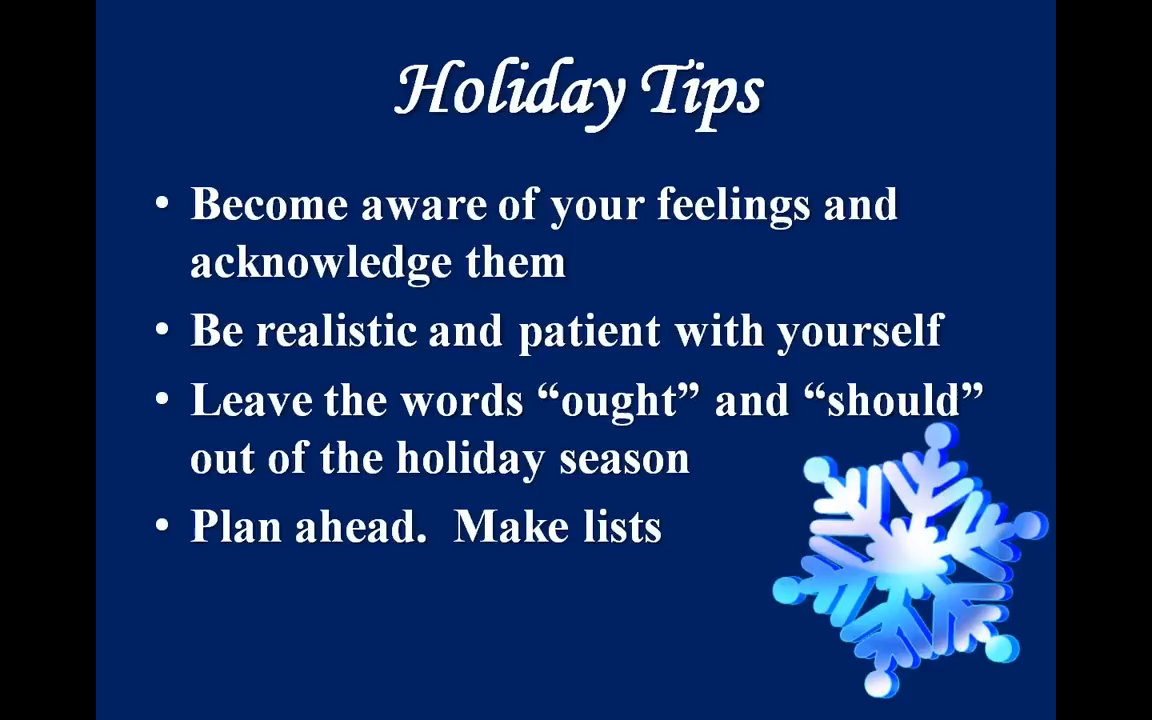 Holiday Tips
• Become aware of your feelings and
acknowledge them
• Be realistic and patient with yourself
• Leave the words “ought” and “should”
out of the holiday season
• Plan ahead.  Make lists